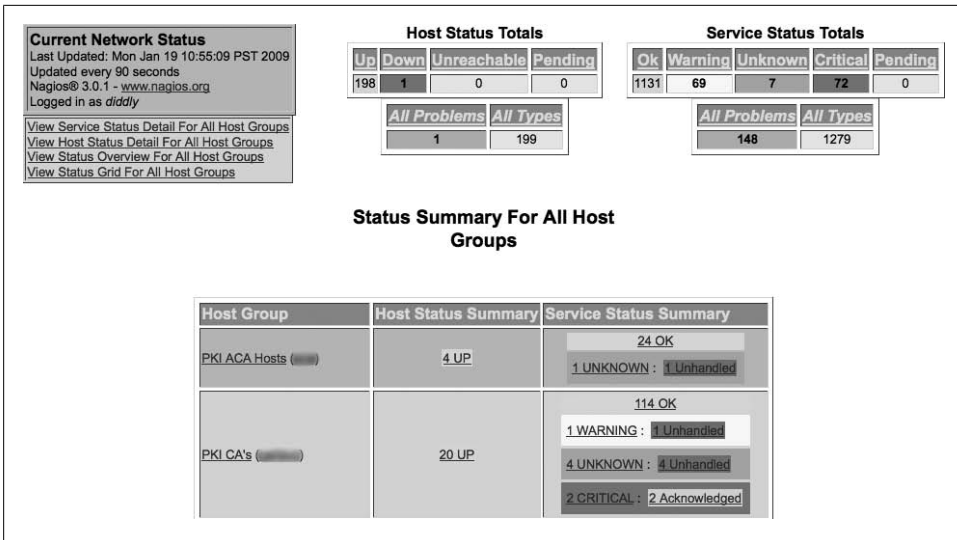 Current Network Status
Last Updated: Mon Jan 19 10:55:09 PST 2009
Updated every 90 seconds
Nagios® 3.0.1 - www.nagios.org
Logged in as diddly
View Service Status Detail For All Host Groups
View Host Status Detail For All Host Groups
View Status Overview For All Host Groups
View Status Grid For All Host Groups
Host Status Totals
Up Down Unreachable Pending
198 1 0 0
All Problems All Types
1 199
Service Status Totals
Ok Warning Unknown Critical Pending
1131 69 7 72 0
All Problems All Types
148 1279
Status Summary For All Host
Groups
Host Group Host Status Summary Service Status Summary
PKI ACA Hosts ( ) 4 UP
24 OK
1 UNKNOWN : 1 Unhandled
PKI CA's ( ) 20 UP
114 OK
1 WARNING : 1 Unhandled
4 UNKNOWN : 4 Unhandled
2 CRITICAL : 2 Acknowledged